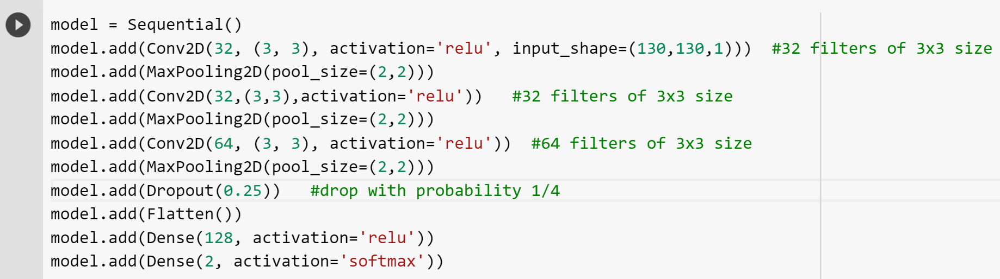 model = Sequential()
model.add(Conv2D(32, (3, 3), activation='relu', input_shape=(130,130,1)))  #32 filters of 3x3 size
model.add(MaxPooling2D(pool_size=(2,2)))
model.add(Conv2D(32,(3,3),activation='relu'))   #32 filters of 3x3 size
model.add(MaxPooling2D(pool_size=(2,2)))
model.add(Conv2D(64, (3, 3), activation='relu'))  #64 filters of 3x3 size
model.add(MaxPooling2D(pool_size=(2,2)))
model.add(Dropout(0.25))   #drop with probability 1/4
model.add(Flatten())
model.add(Dense(128, activation='relu'))
model.add(Dense(2, activation='softmax'))